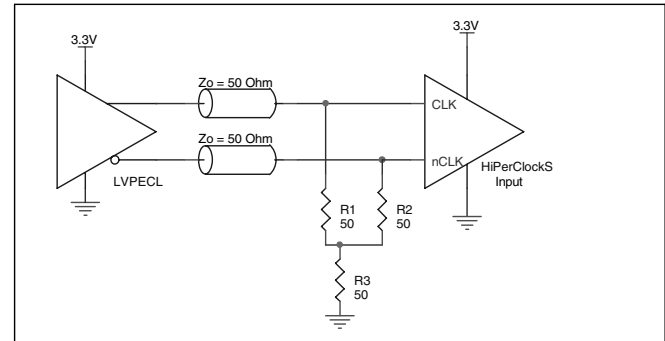 3.3V
3.3V
Zo = 50 Ohm
CLK
Zo = 50 Ohm
nCLK
HiPerClockS
Input
LVPECL
R1
50
R2
50
R3
50